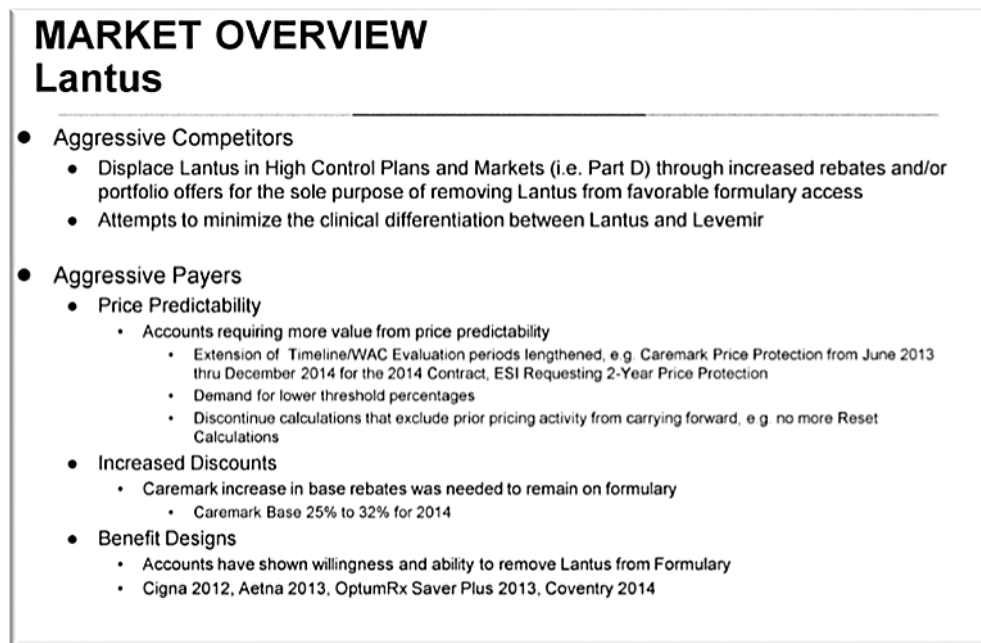 MARKET OVERVIEW
Lantus
Aggressive Competitors
Displace Lantus in High Control Plans and Markets (i.e. Part D) through increased rebates and/or
portfolio offers for the sole purpose of removing Lantus from favorable formulary access
Attempts to minimize the clinical differentiation between Lantus and Levemir
Aggressive Payers
Price Predictability
Accounts requiring more value from price predictability
Extension of Timeline/WAC Evaluation periods lengthened, e.g. Caremark Price Protection from June 2013
thru December 2014 for the 2014 Contract, ESI Requesting 2-Year Price Protection
Demand for lower threshold percentages
Discontinue calculations that exclude prior pricing activity from carrying forward, e.g. no more Reset
Calculations
Increased Discounts
Caremark increase in base rebates was needed to remain on formulary
Caremark Base 25% to 32% for 2014
Benefit Designs
Accounts have shown willingness and ability to remove Lantus from Formulary
Cigna 2012, Aetna 2013, OptumRx Saver Plus 2013, Coventry 2014